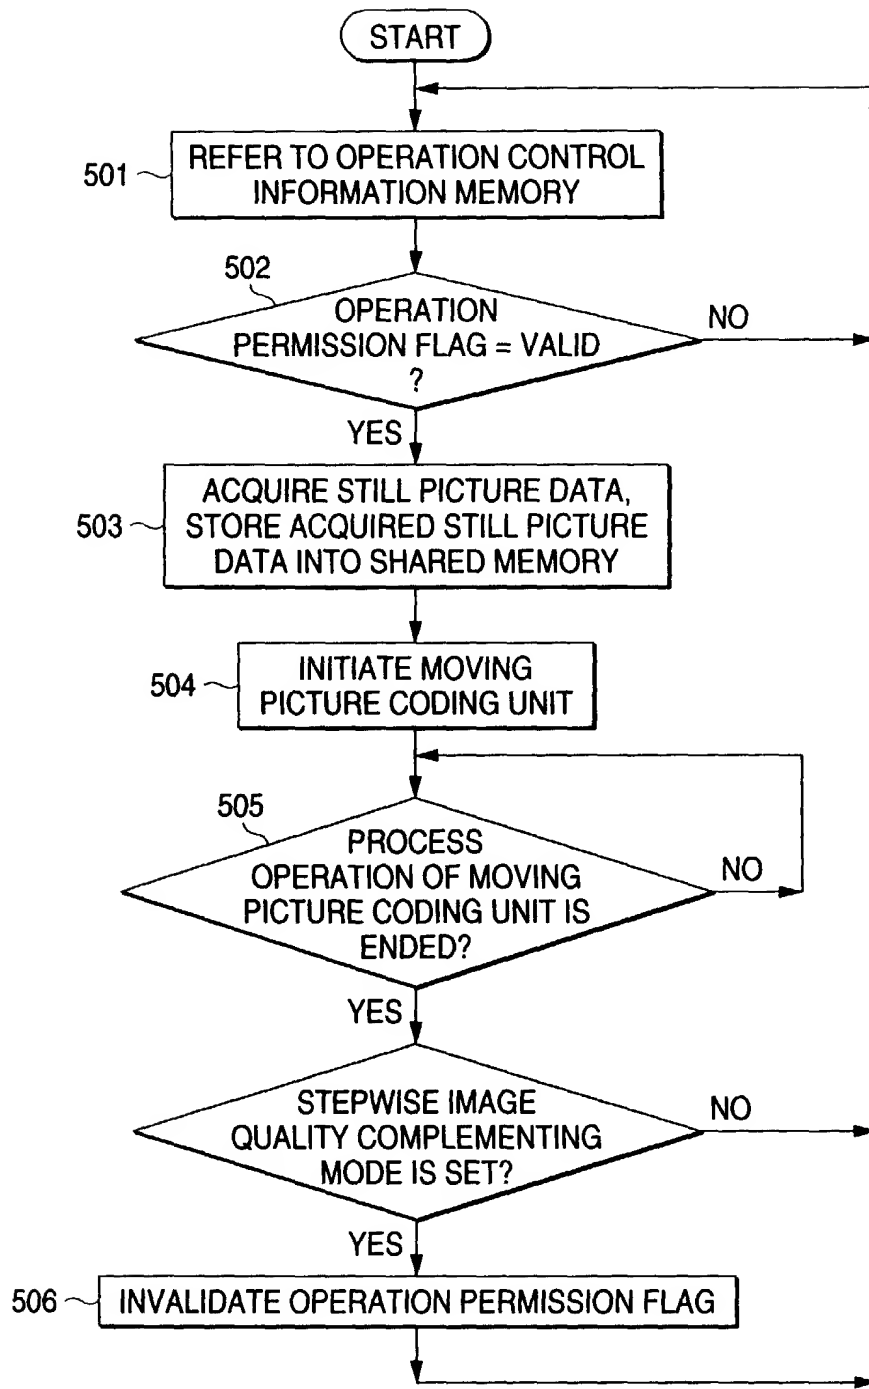 START
501
REFER TO OPERATION CONTROL
INFORMATION MEMORY
502
OPERATION
PERMISSION FLAG = VALID
?
NO
YES
503
ACQUIRE STILL PICTURE DATA,
STORE ACQUIRED STILL PICTURE
DATA INTO SHARED MEMORY
504
INITIATE MOVING
PICTURE CODING UNIT
505
PROCESS
OPERATION OF MOVING
PICTURE CODING UNIT IS
ENDED?
NO
YES
STEPWISE IMAGE
QUALITY COMPLEMENTING
MODE IS SET?
NO
YES
506
INVALIDATE OPERATION PERMISSION FLAG